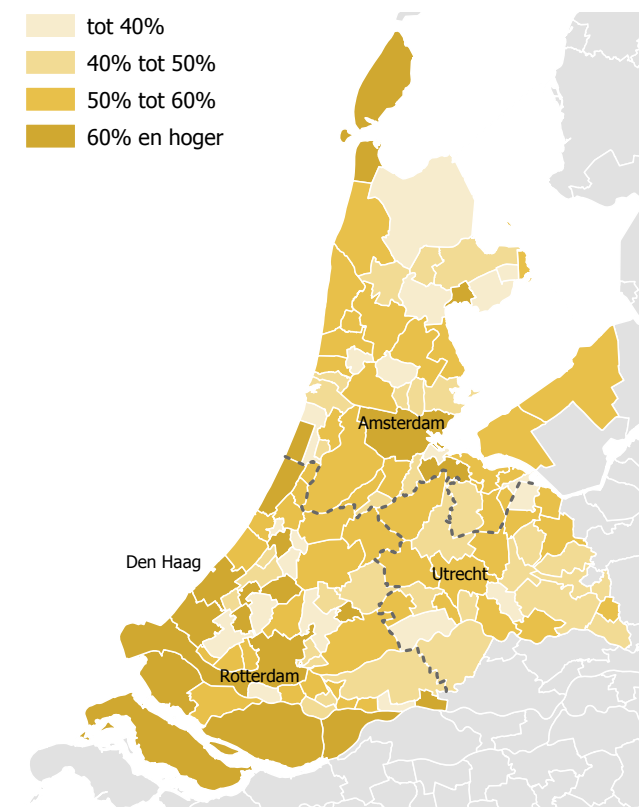 tot 40%
40% tot 50%
50% tot 60%
60% en hoger
Amsterdam
Den Haag
Utrecht
Rotterdam